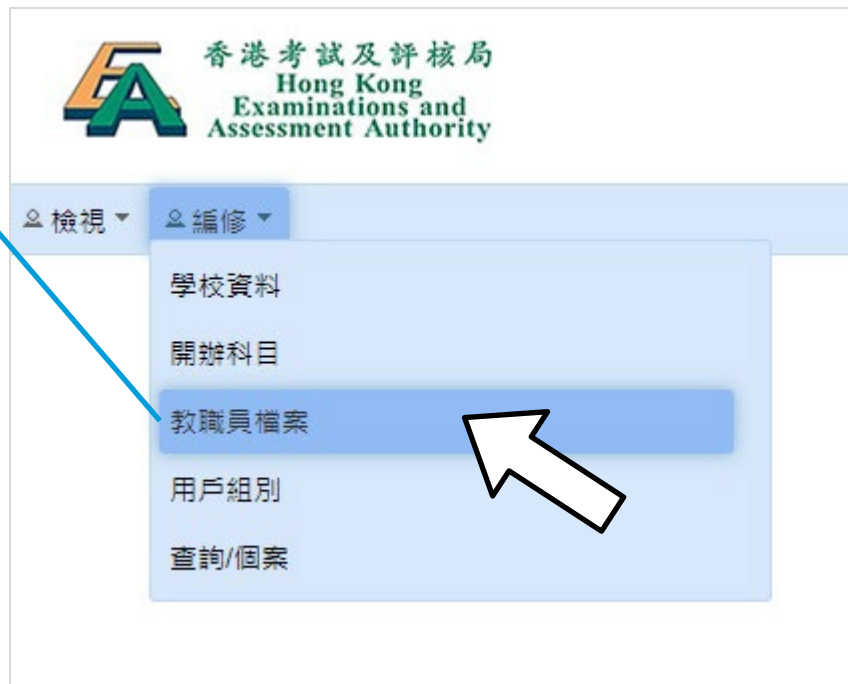 香港考試及評核局
Hong Kong
Examinations and
Assessment Authority
檢視 編修
學校資料
開辦科目
教職員檔案
用戶組別
查詢/個案